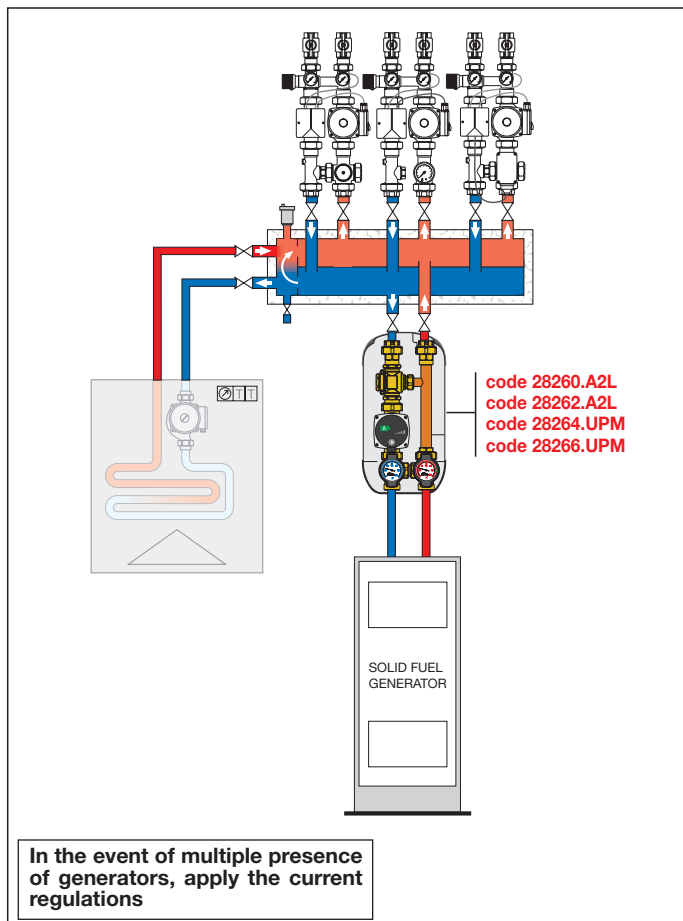 code 28260.A2L
code 28262.A2L
code 28264.UPM
code 28266.UPM
T T
A
SOLID FUEL
GENERATOR
In the event of multiple presence
of generators, apply the current
regulations